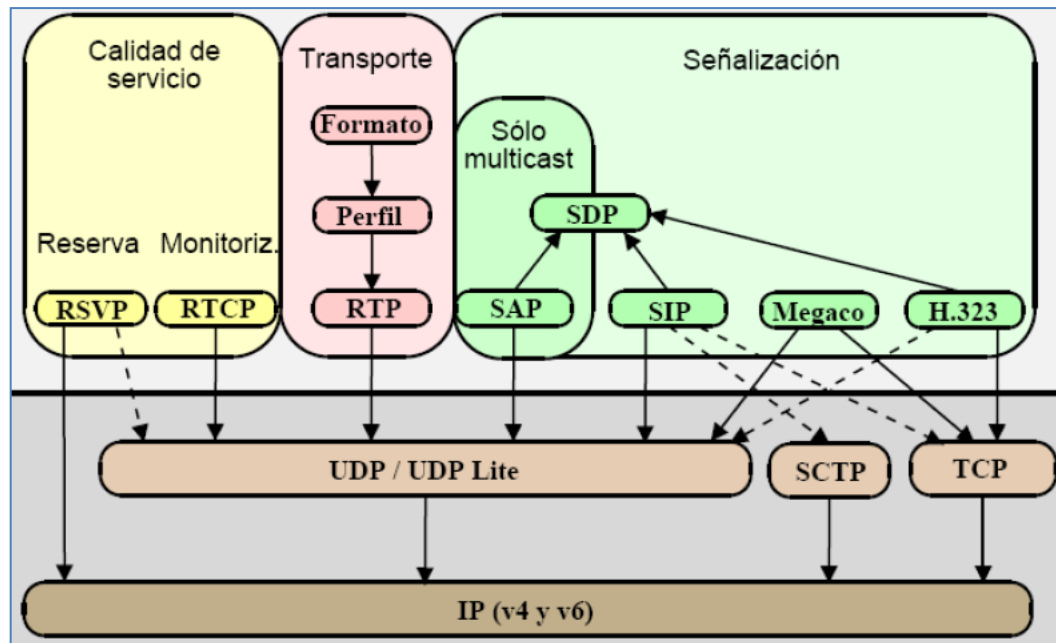 Calidad de
servicio
Transporte
Señalización
Formato
Sólo
multicast
Perfil
SDP
Reserva
Monitoriz.
RSVP
RTCP
RTP
SAP
SIP
Megaco
H.323
UDP / UDP Lite
SCTP
TCP
IP (v4 y v6)